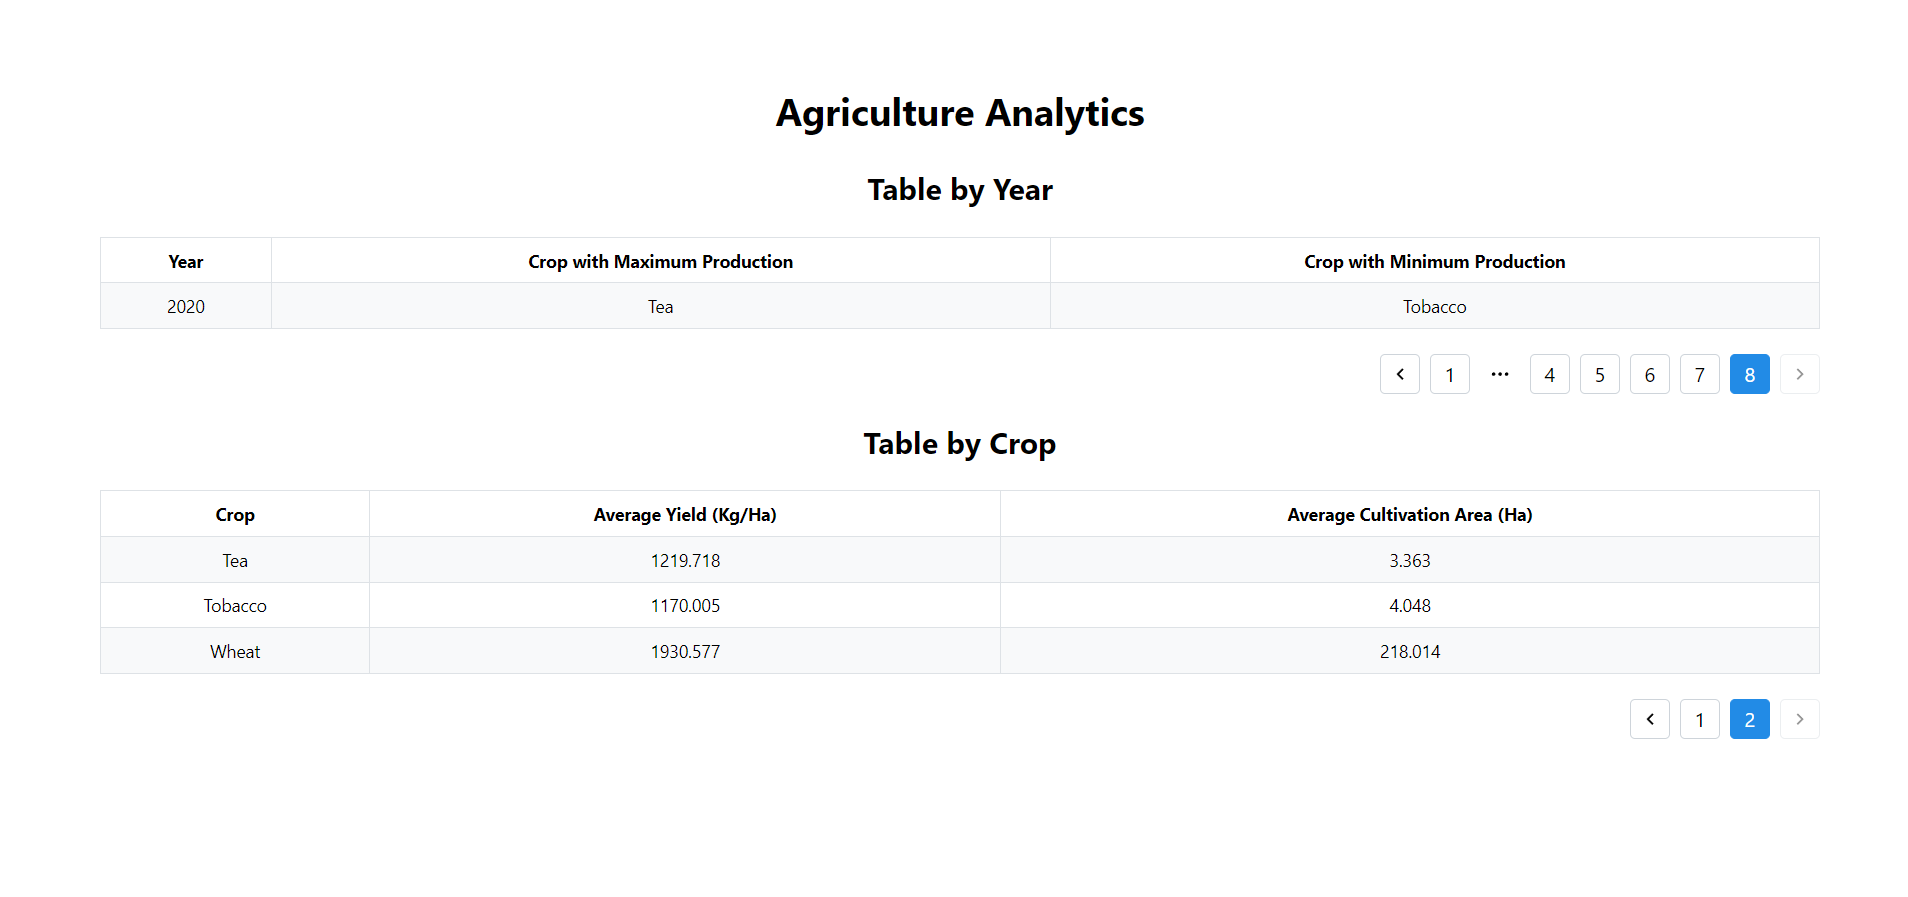 Agriculture Analytics
Table by Year
Year Crop with Maximum Production Crop with Minimum Production
2020 Tea Tobacco
1 ··· 4 5 6 7 8
Table by Crop
Crop Average Yield (Kg/Ha) Average Cultivation Area (Ha)
Tea 1219.718 3.363
Tobacco 1170.005 4.048
Wheat 1930.577 218.014
1 2